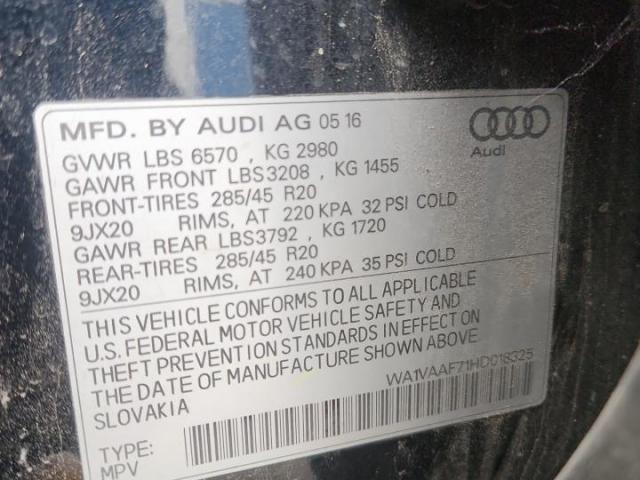 MFD. BY AUDI AG 05 16
GVWR LBS 6570 , KG 2980
GAWR FRONT LBS3208 , KG 1455
FRONT-TIRES 285/45 R20
9JX20 RIMS, AT 220 KPA 32 PSI COLD
GAWR REAR LBS3792 , KG 1720
REAR-TIRES 285/45 R20
9JX20 RIMS, AT 240 KPA 35 PSI COLD
THIS VEHICLE CONFORMS TO ALL APPLICABLE
U.S. FEDERAL MOTOR VEHICLE SAFETY AND
THEFT PREVENTION STANDARDS IN EFFECT ON
THE DATE OF MANUFACTURE SHOWN ABOVE
SLOVAKIA
WA1VAAF71HD018325
TYPE:
MPV
Audi